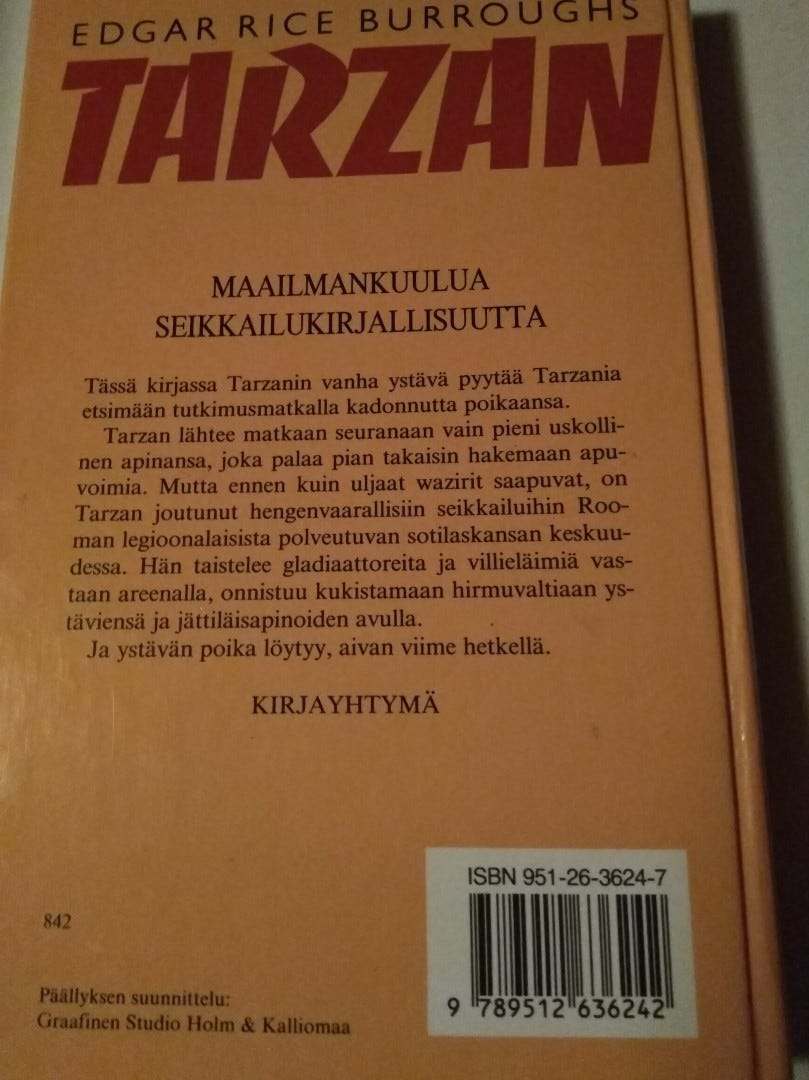 EDGAR RICE BURROUGHS
TARZAN
MAAILMANKUULUA
SEIKKAILUKIRJALLISUUTTA
Tässä kirjassa Tarzanin vanha ystävä pyytää Tarzania
etsimään tutkimusmatkalla kadonnutta poikaansa.
Tarzan lähtee matkaan seuranaan vain pieni uskolli-
nen apinansa, joka palaa pian takaisin hakemaan apu-
voimia. Mutta ennen kuin uljaat wazirit saapuvat, on
Tarzan joutunut hengenvaarallisiin seikkailuihin Roo-
man legioonalaisista polveutuvan sotilaskansan keskuu-
dessa. Hän taistelee gladiaattoreita ja villieläimiä vas-
taan areenalla, onnistuu kukistamaan hirmuvaltiaan ys-
täviensä ja jättiläisapinoiden avulla.
Ja ystävän poika löytyy, aivan viime hetkellä.
KIRJAYHTYMÄ
ISBN 951-26-3624-7
842
9 789512 636242
Päällyksen suunnittelu:
Graafinen Studio Holm & Kalliomaa